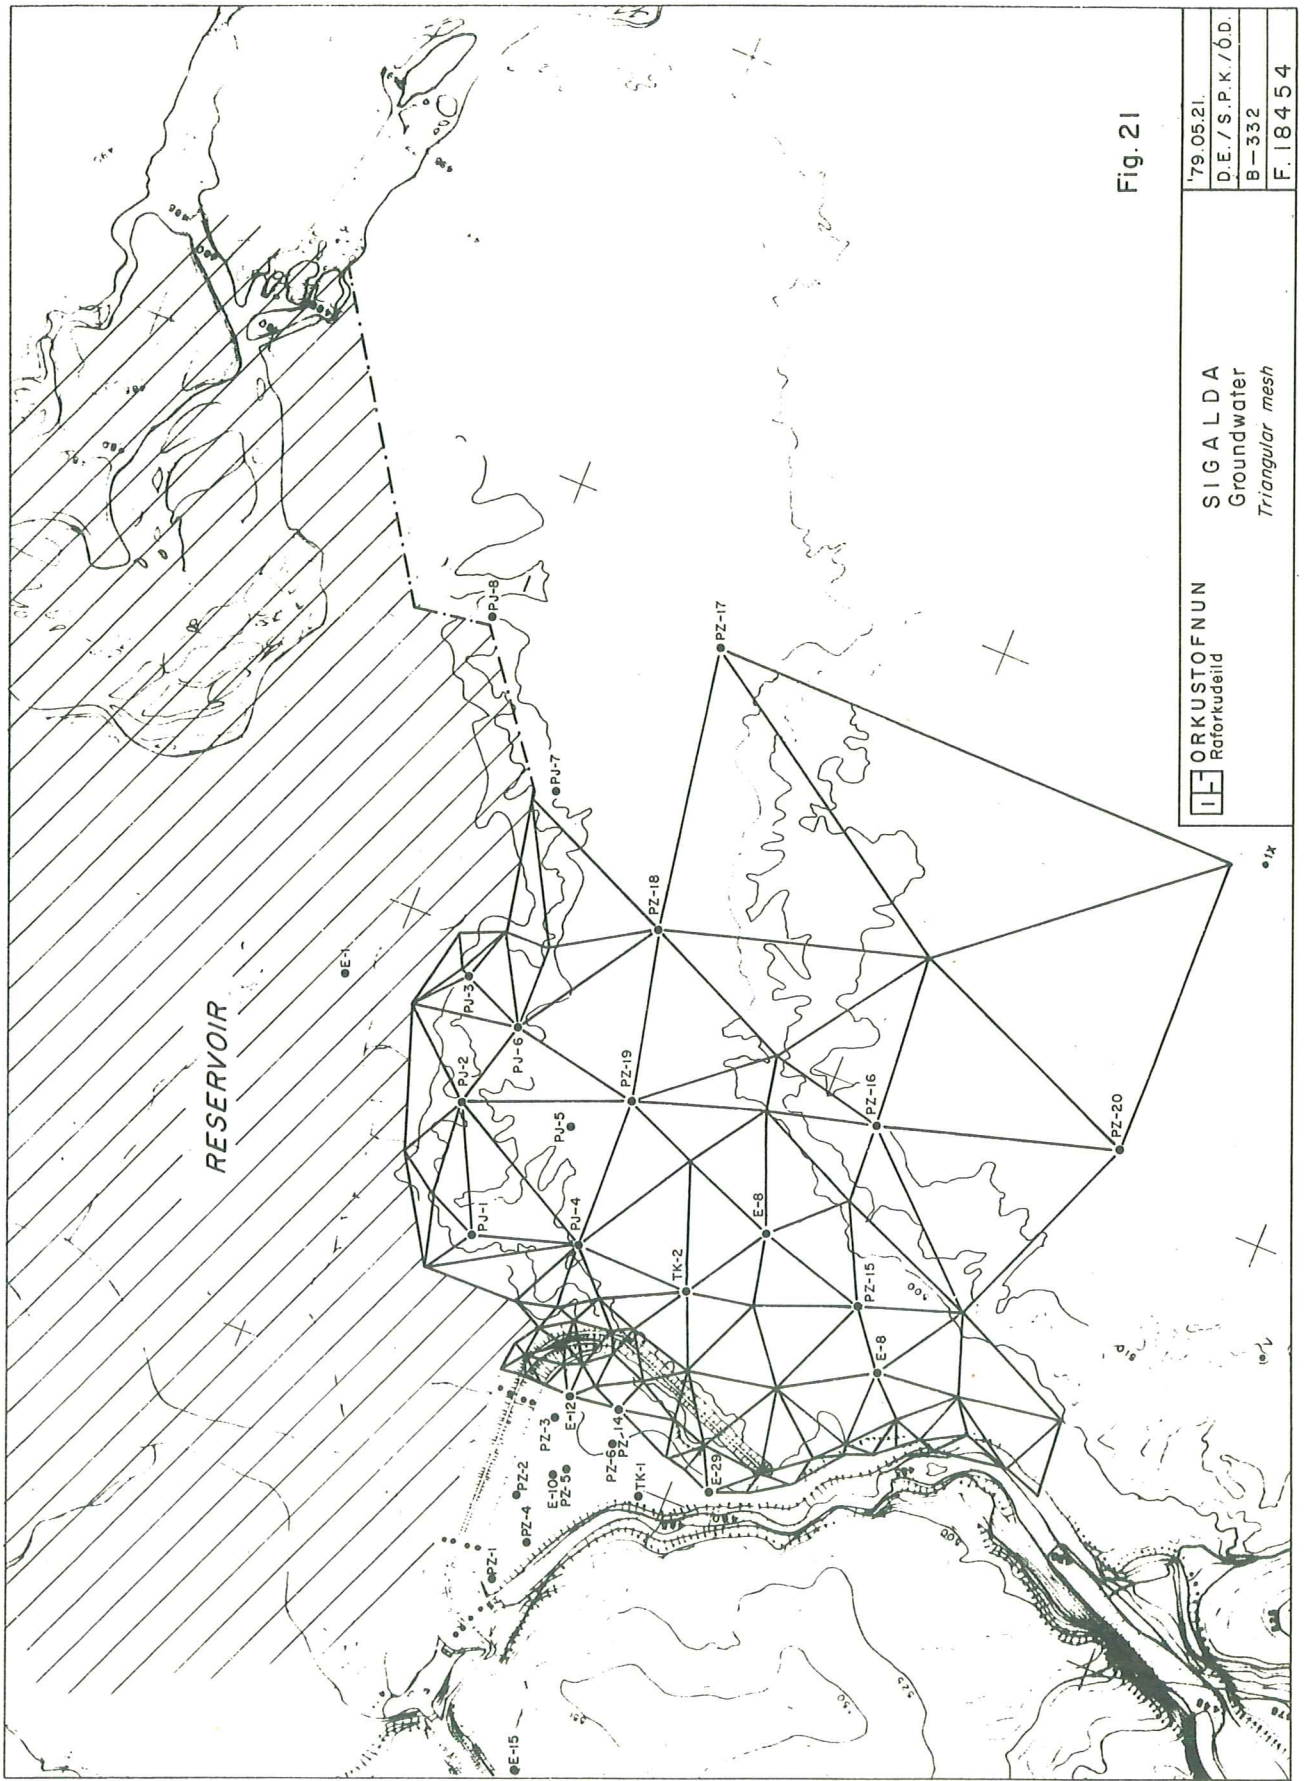 RESERVOIR
E-1
PJ-8
PJ-7
PJ-3
PJ-6
PJ-2
PJ-5
PJ-1
PJ-4
PZ-17
PZ-18
PZ-19
PZ-16
PZ-20
E-8
TK-2
PZ-15
E-8
E-12
PZ-14
PZ-3
PZ-6
E-10
PZ-5
TK-1
E-29
PZ-2
PZ-4
PZ-1
E-15
1X
500
525
Fig. 21
ORKUSTOFNUN
Raforkudeild
SIGALDA
Groundwater
Triangular mesh
'79.05.21.
D.E./S.P.K./Ó.D.
B-332
F. 18454